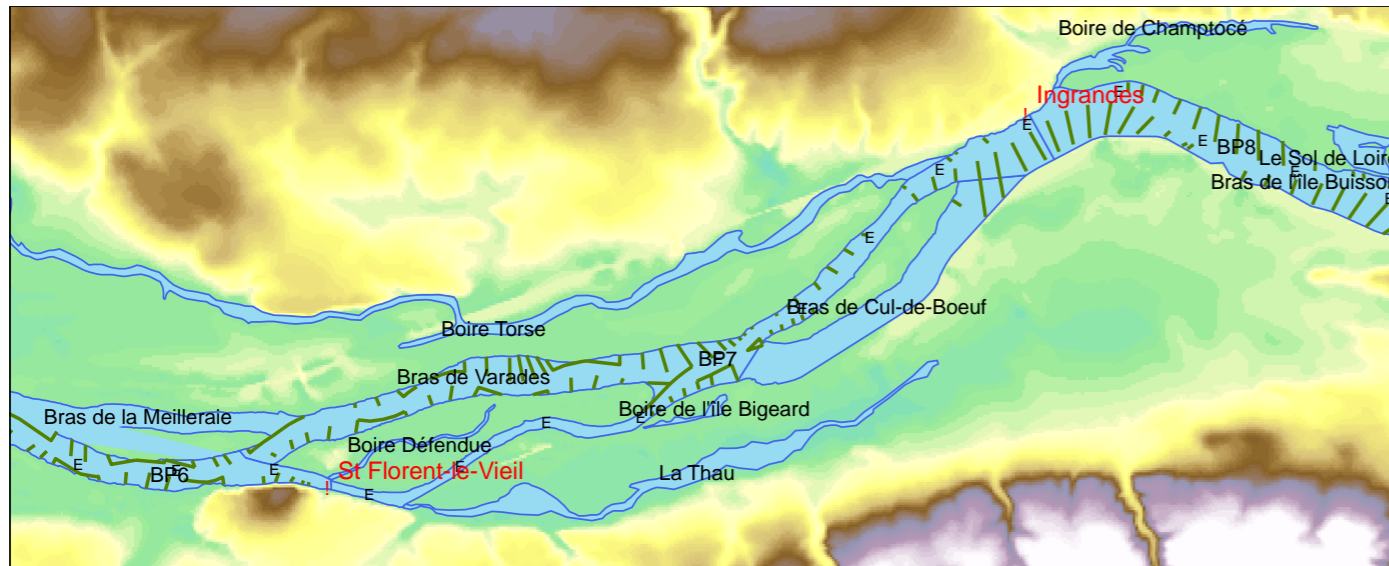 Boire de Champtocé
Ingrandes
!
E
E
E
BP8
Le Sol de Loire
E
E
Bras de l'île Buisson
E
E
E
Bras de Cul-de-Boeuf
Boire Torse
BP7
E
Bras de Varades
Boire de l'île Bigeard
Bras de la Meilleraie
E
E
Boire Défendue
E
St Florent-le-Vieil
E
BP6
E
E
La Thau
!
E